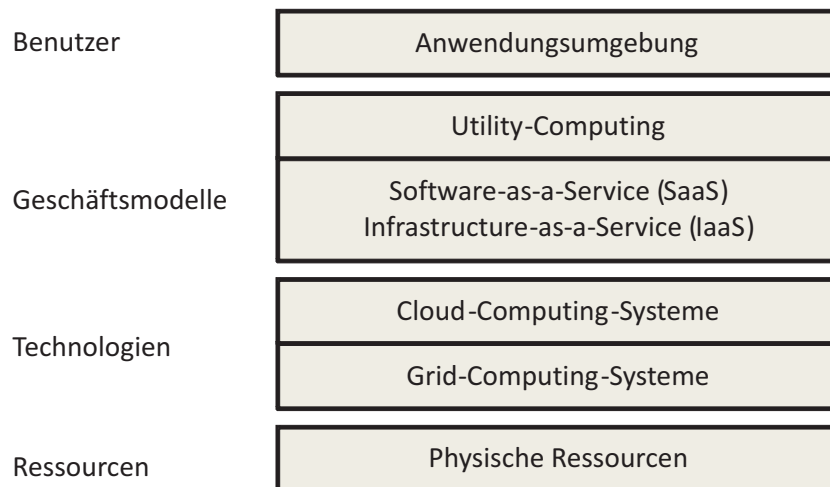 Benutzer
Anwendungsumgebung
Utility-Computing
Geschäftsmodelle
Software-as-a-Service (SaaS)
Infrastructure-as-a-Service (IaaS)
Cloud-Computing-Systeme
Technologien
Grid-Computing-Systeme
Ressourcen
Physische Ressourcen